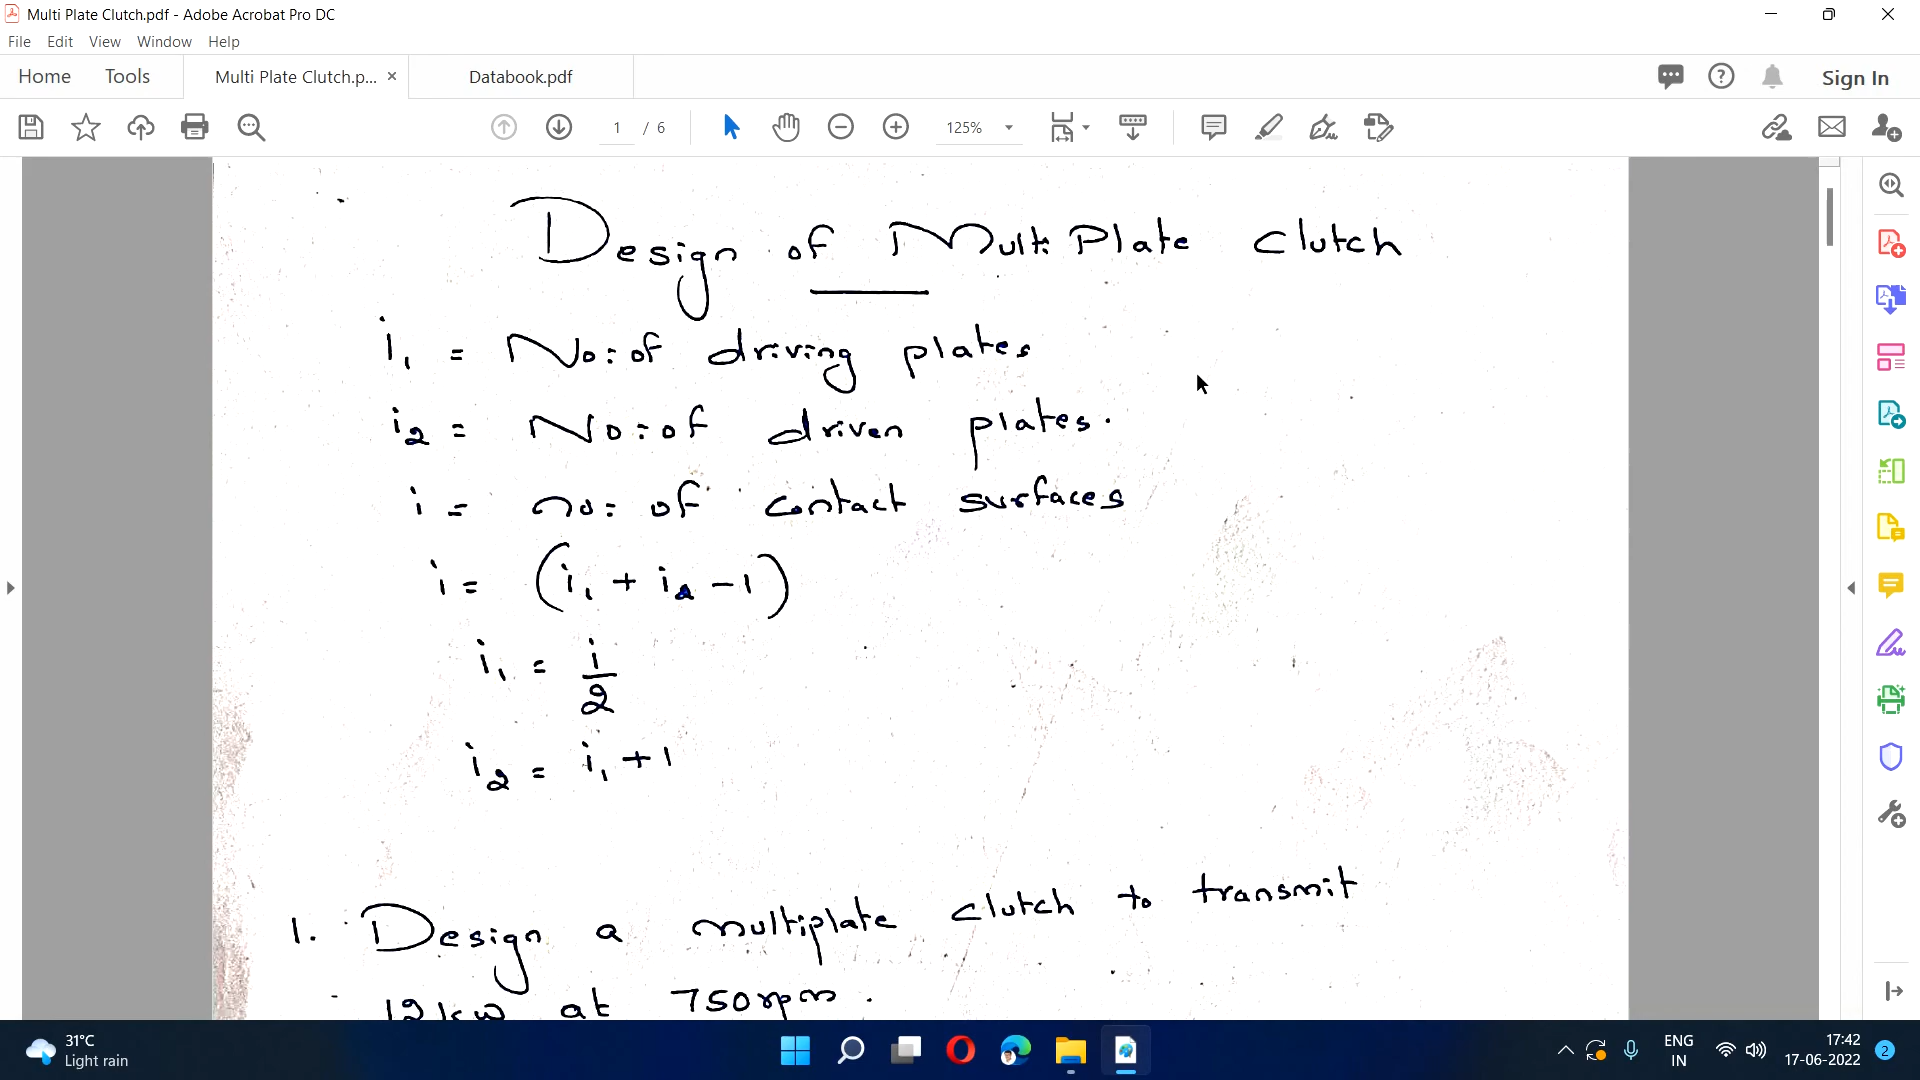 Multi Plate Clutch.pdf - Adobe Acrobat Pro DC
File Edit View Window Help
Home Tools Multi Plate Clutch.p... × Databook.pdf Sign In
1 / 6 125%
Design of Multi Plate Clutch
i₁ = No: of driving plates
i₂ = No: of driven plates.
i = no: of contact surfaces
i = (i₁ + i₂ - 1)
i₁ = i/2
i₂ = i₁ + 1
1. Design a multiplate clutch to transmit
12 kw at 750 rpm.
31°C
Light rain
ENG
IN
17:42
17-06-2022
2